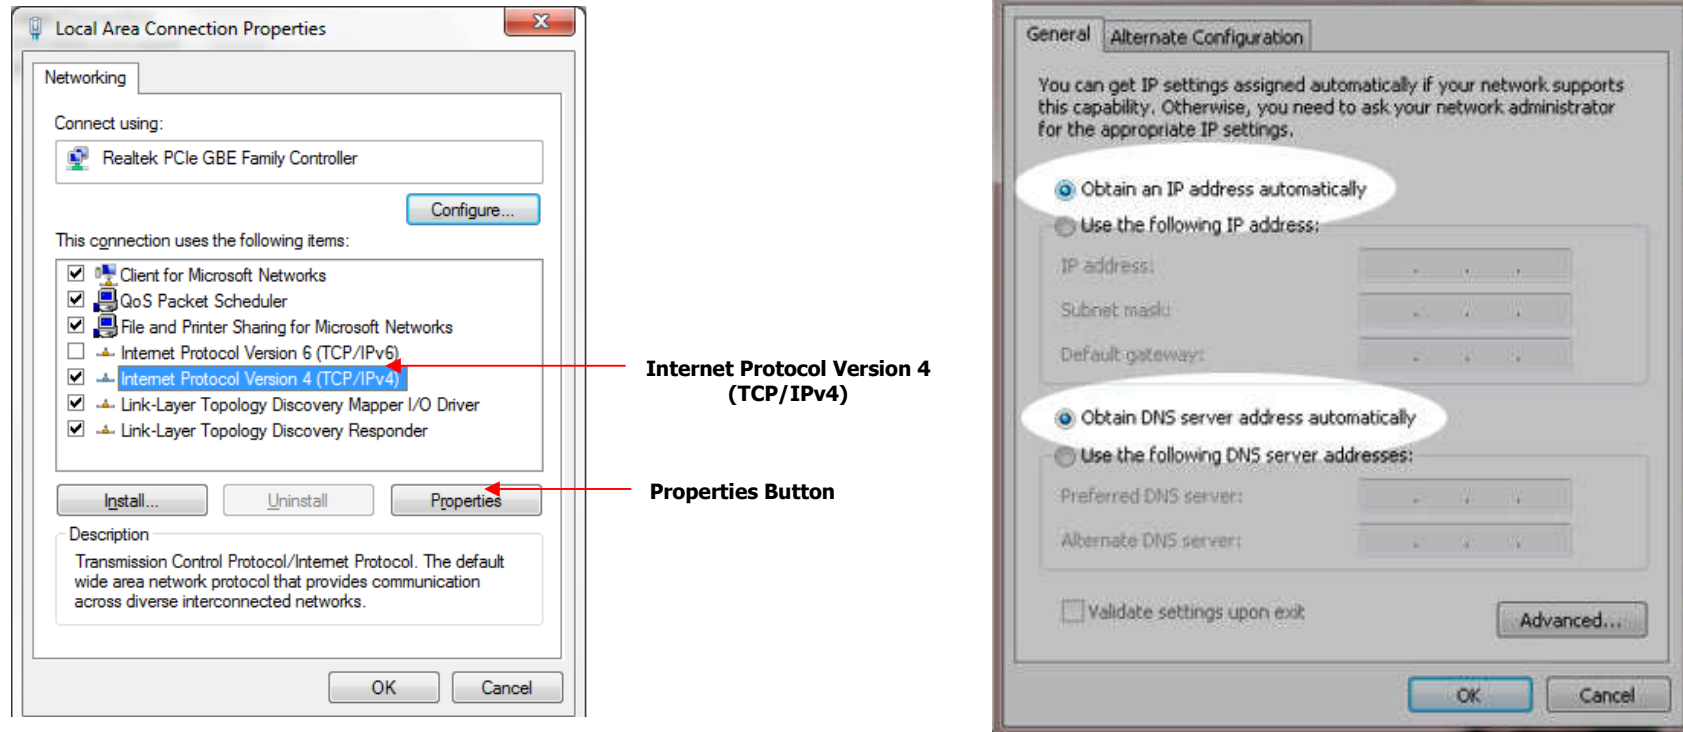 Local Area Connection Properties
Networking
Connect using:
Realtek PCIe GBE Family Controller
Configure...
This connection uses the following items:
Client for Microsoft Networks
QoS Packet Scheduler
File and Printer Sharing for Microsoft Networks
Internet Protocol Version 6 (TCP/IPv6)
Internet Protocol Version 4 (TCP/IPv4)
Link-Layer Topology Discovery Mapper I/O Driver
Link-Layer Topology Discovery Responder
Install...
Uninstall
Properties
Description
Transmission Control Protocol/Internet Protocol. The default
wide area network protocol that provides communication
across diverse interconnected networks.
OK
Cancel
Internet Protocol Version 4
(TCP/IPv4)
Properties Button
General
Alternate Configuration
You can get IP settings assigned automatically if your network supports
this capability. Otherwise, you need to ask your network administrator
for the appropriate IP settings.
Obtain an IP address automatically
Use the following IP address:
IP address:
Subnet mask:
Default gateway:
Obtain DNS server address automatically
Use the following DNS server addresses:
Preferred DNS server:
Alternate DNS server:
Validate settings upon exit
Advanced...
OK
Cancel